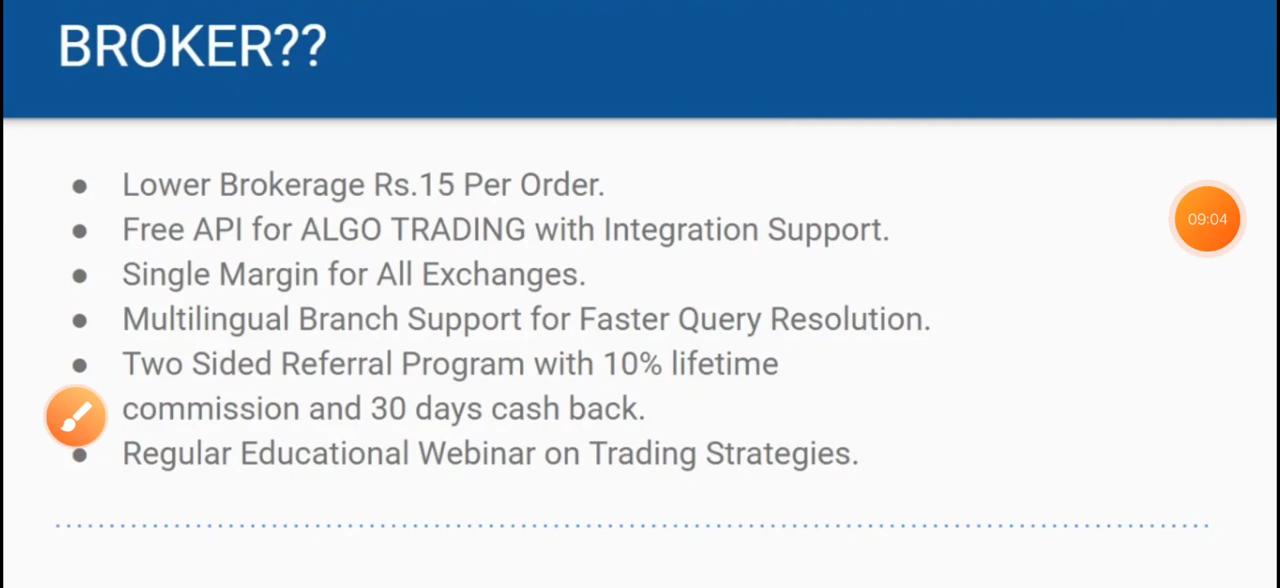 BROKER??
Lower Brokerage Rs.15 Per Order.
Free API for ALGO TRADING with Integration Support.
09:04
Single Margin for All Exchanges.
Multilingual Branch Support for Faster Query Resolution.
Two Sided Referral Program with 10% lifetime
commission and 30 days cash back.
Regular Educational Webinar on Trading Strategies.